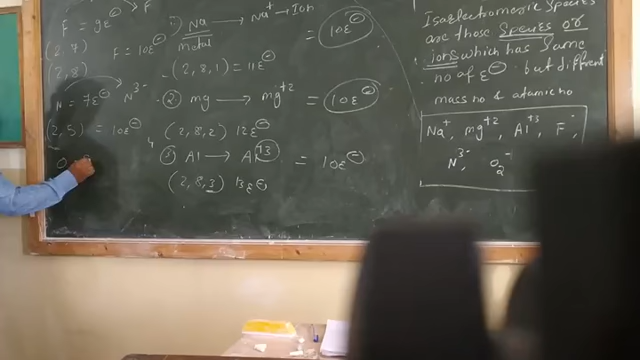 F
F = 9e⊖
(2, 7)
F = 10e⊖
(2, 8)
N = 7e⊖ N³⁻
(2, 5) = 10e⊖
O
1) Na → Na⁺ → Ion
metal
= 10e⊖
-(2, 8, 1) = 11e⊖
② mg → mg⁺² = 10e⊖
(2, 8, 2) 12e⊖
③ Al → Al⁺³ = 10e⊖
(2, 8, 3) 13e⊖
Isoelectronic Species
are those Species or
ions which has same
no of e⊖ but different
mass no & atomic no
Na⁺, mg⁺², Al⁺³, F⁻,
N³⁻, O₂⁻